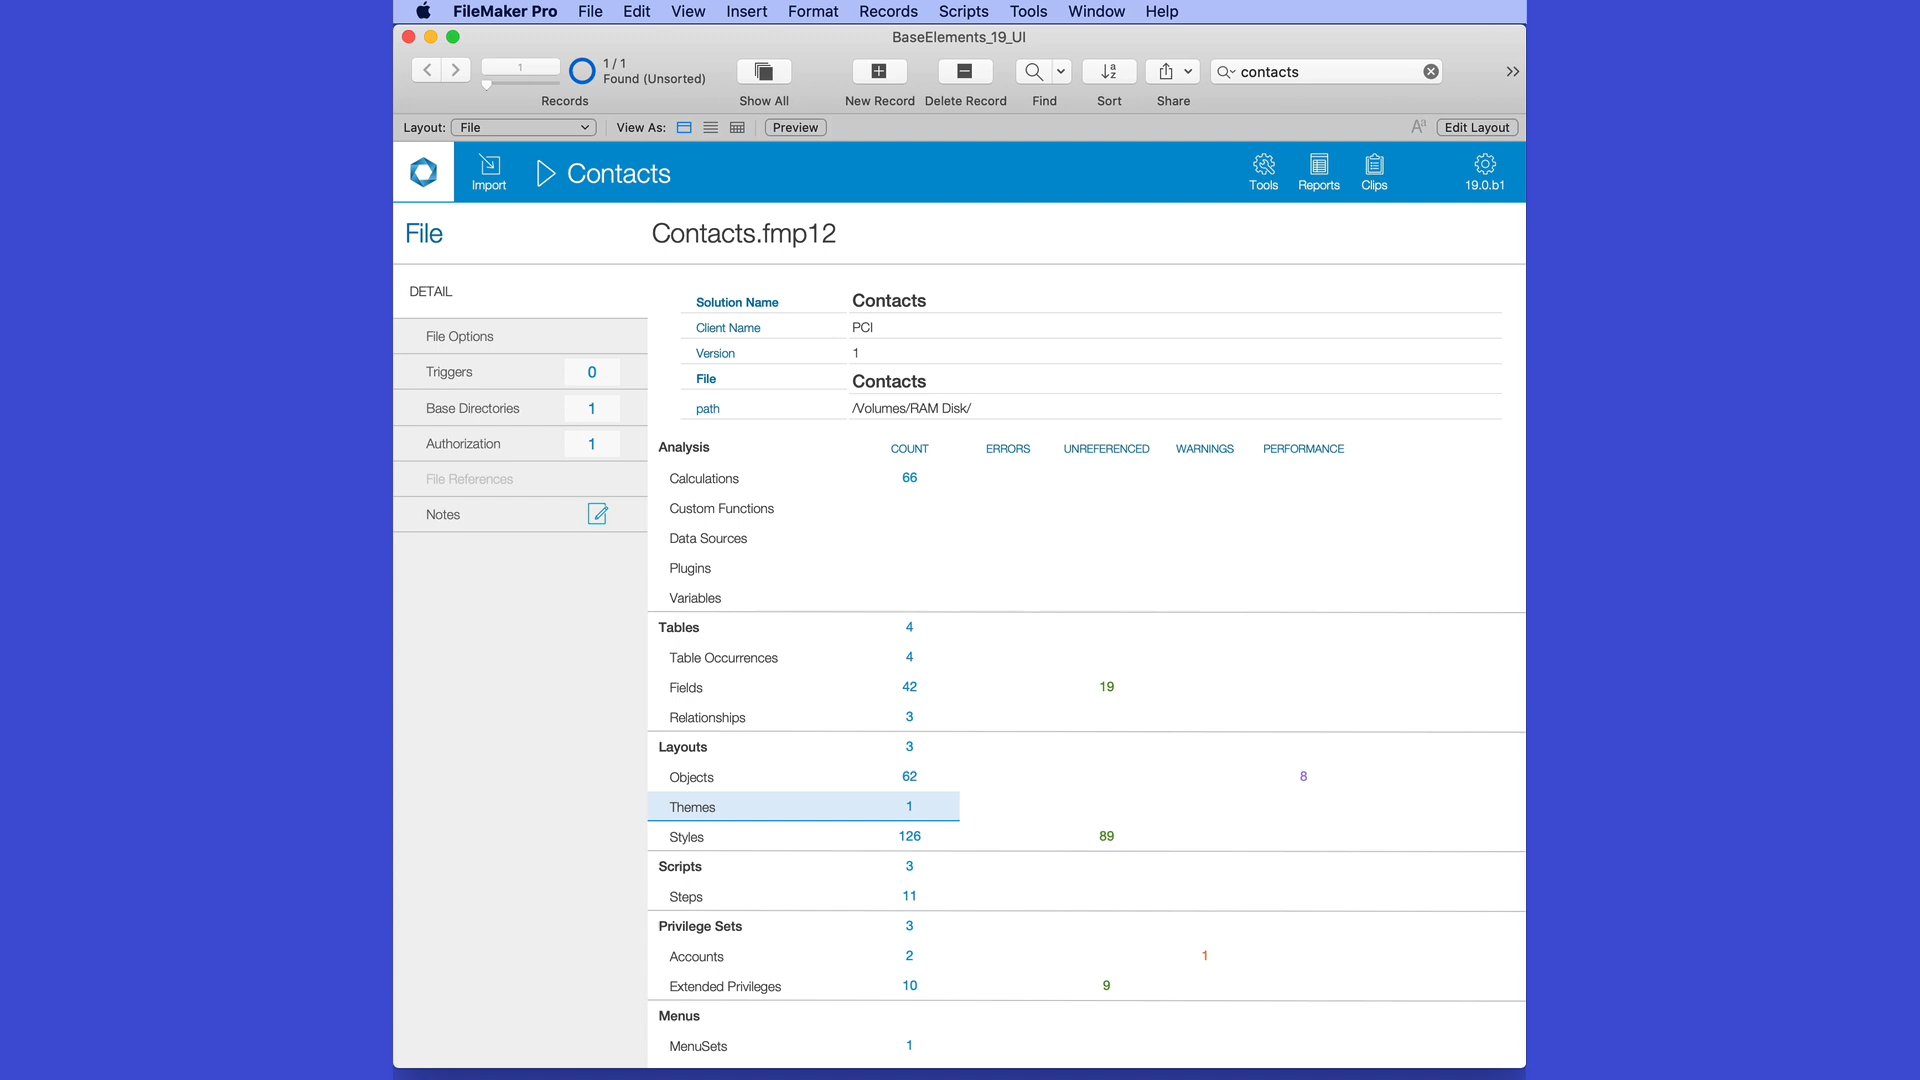 FileMaker Pro File Edit View Insert Format Records Scripts Tools Window Help
BaseElements_19_UI
1
1 / 1
Found (Unsorted)
contacts
Records Show All New Record Delete Record Find Sort Share
Layout: File View As: Preview Aa Edit Layout
Import Contacts Tools Reports Clips 19.0.b1
File Contacts.fmp12
DETAIL
File Options
Triggers 0
Base Directories 1
Authorization 1
File References
Notes
Solution Name Contacts
Client Name PCI
Version 1
File Contacts
path /Volumes/RAM Disk/
Analysis COUNT ERRORS UNREFERENCED WARNINGS PERFORMANCE
Calculations 66
Custom Functions
Data Sources
Plugins
Variables
Tables 4
Table Occurrences 4
Fields 42 19
Relationships 3
Layouts 3
Objects 62 8
Themes 1
Styles 126 89
Scripts 3
Steps 11
Privilege Sets 3
Accounts 2 1
Extended Privileges 10 9
Menus
MenuSets 1